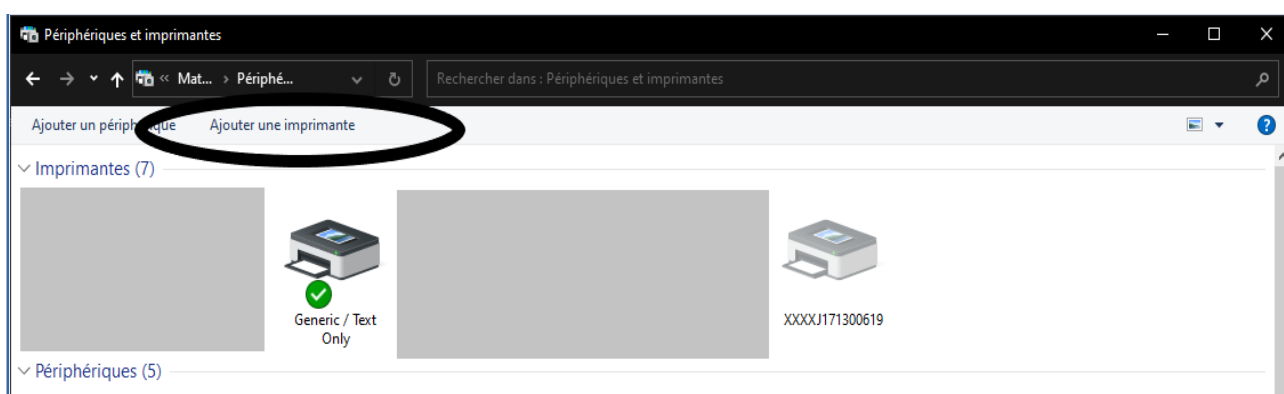 Périphériques et imprimantes
« Mat... › Périphé... Rechercher dans : Périphériques et imprimantes
Ajouter un périphérique Ajouter une imprimante
Imprimantes (7)
Generic / Text
Only
XXXXJ171300619
Périphériques (5)